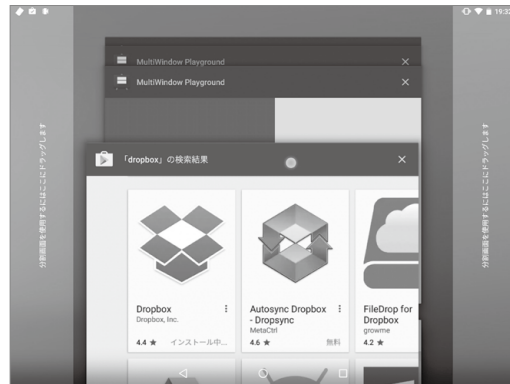 19:33
MultiWindow Playground
MultiWindow Playground
「dropbox」の検索結果
分割画面を使用するにはここにドラッグします
分割画面を使用するにはここにドラッグします
Dropbox
Dropbox, Inc.
4.4 ★ インストール中...
Autosync Dropbox
- Dropsync
MetaCtrl
4.6 ★ 無料
FileDrop for
Dropbox
growme
4.2 ★